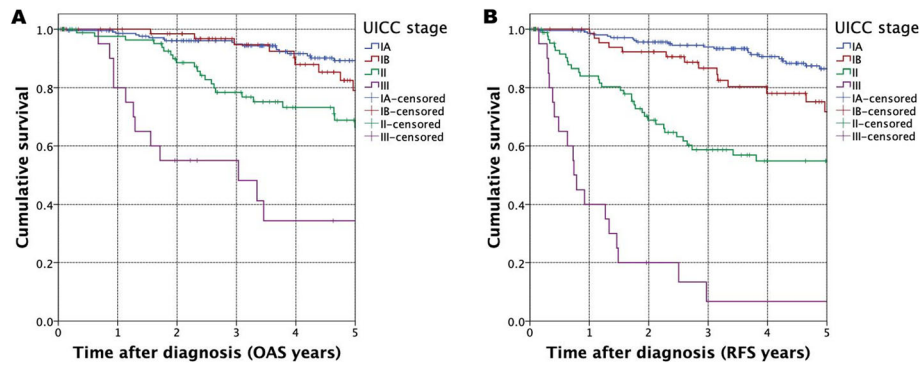 A
UICC stage
IA
IB
II
III
IA-censored
IB-censored
II-censored
III-censored
Cumulative survival
1.0
0.8
0.6
0.4
0.2
0.0
0 1 2 3 4 5
Time after diagnosis (OAS years)
B
UICC stage
IA
IB
II
III
IA-censored
IB-censored
II-censored
III-censored
Cumulative survival
1.0
0.8
0.6
0.4
0.2
0.0
0 1 2 3 4 5
Time after diagnosis (RFS years)